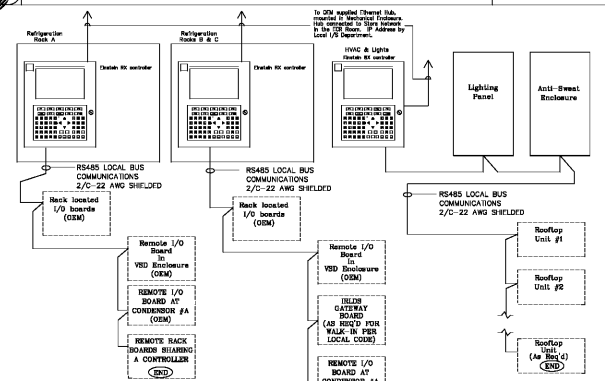 To OEM supplied Ethernet Hub,
mounted in Mechanical Enclosure.
Hub connected to Store Network
in the EDR Room. IP Address by
Local I/S Department.
Refrigeration
Rack A
Einstein RX controller
Refrigeration
Racks B & C
Einstein RX controller
HVAC & Lights
Einstein BX controller
Lighting
Panel
Anti-Sweat
Enclosure
RS485 LOCAL BUS
COMMUNICATIONS
2/C-22 AWG SHIELDED
RS485 LOCAL BUS
COMMUNICATIONS
2/C-22 AWG SHIELDED
RS485 LOCAL BUS
COMMUNICATIONS
2/C-22 AWG SHIELDED
Rack located
I/O boards
(OEM)
Rack located
I/O boards
(OEM)
Remote I/O
Board
In
VSD Enclosure
(OEM)
REMOTE I/O
BOARD AT
CONDENSOR #A
(OEM)
REMOTE RACK
BOARDS SHARING
A CONTROLLER
END
Remote I/O
Board
In
VSD Enclosure
(OEM)
IRLDS
GATEWAY
BOARD
(AS REQ'D FOR
WALK-IN PER
LOCAL CODE)
REMOTE I/O
BOARD AT
CONDENSOR #A
Rooftop
Unit #1
Rooftop
Unit #2
Rooftop
Unit
(As Req'd)
END